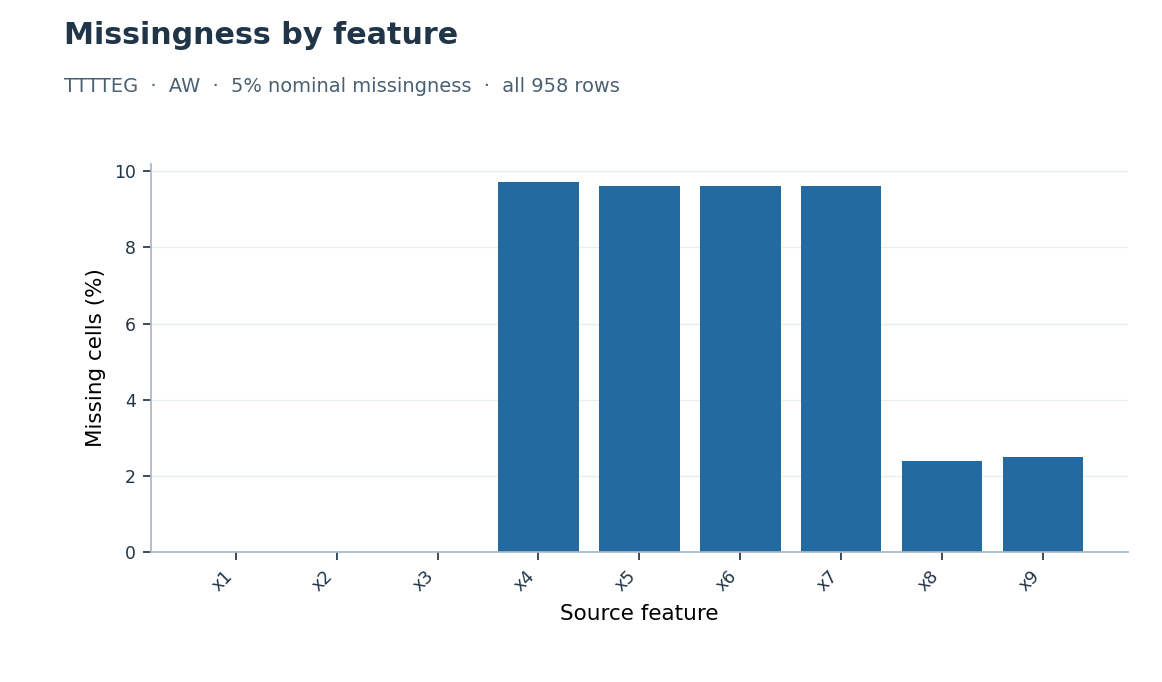 Missingness by feature
TTTTEG · AW · 5% nominal missingness · all 958 rows
10
8
6
4
2
0
Missing cells (%)
x1 x2 x3 x4 x5 x6 x7 x8 x9
Source feature